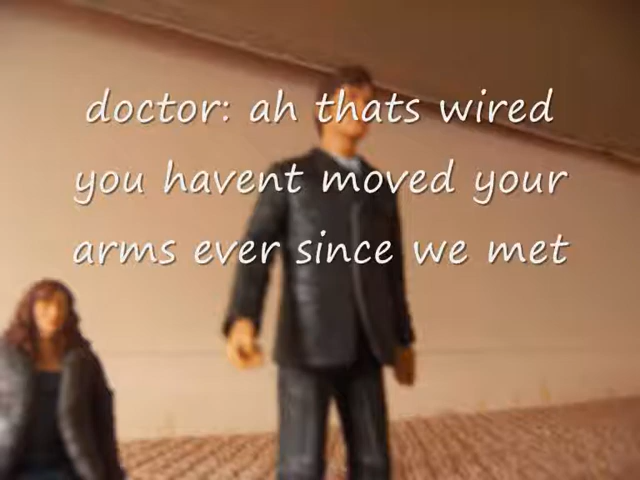 doctor: ah thats wired
you havent moved your
arms ever since we met